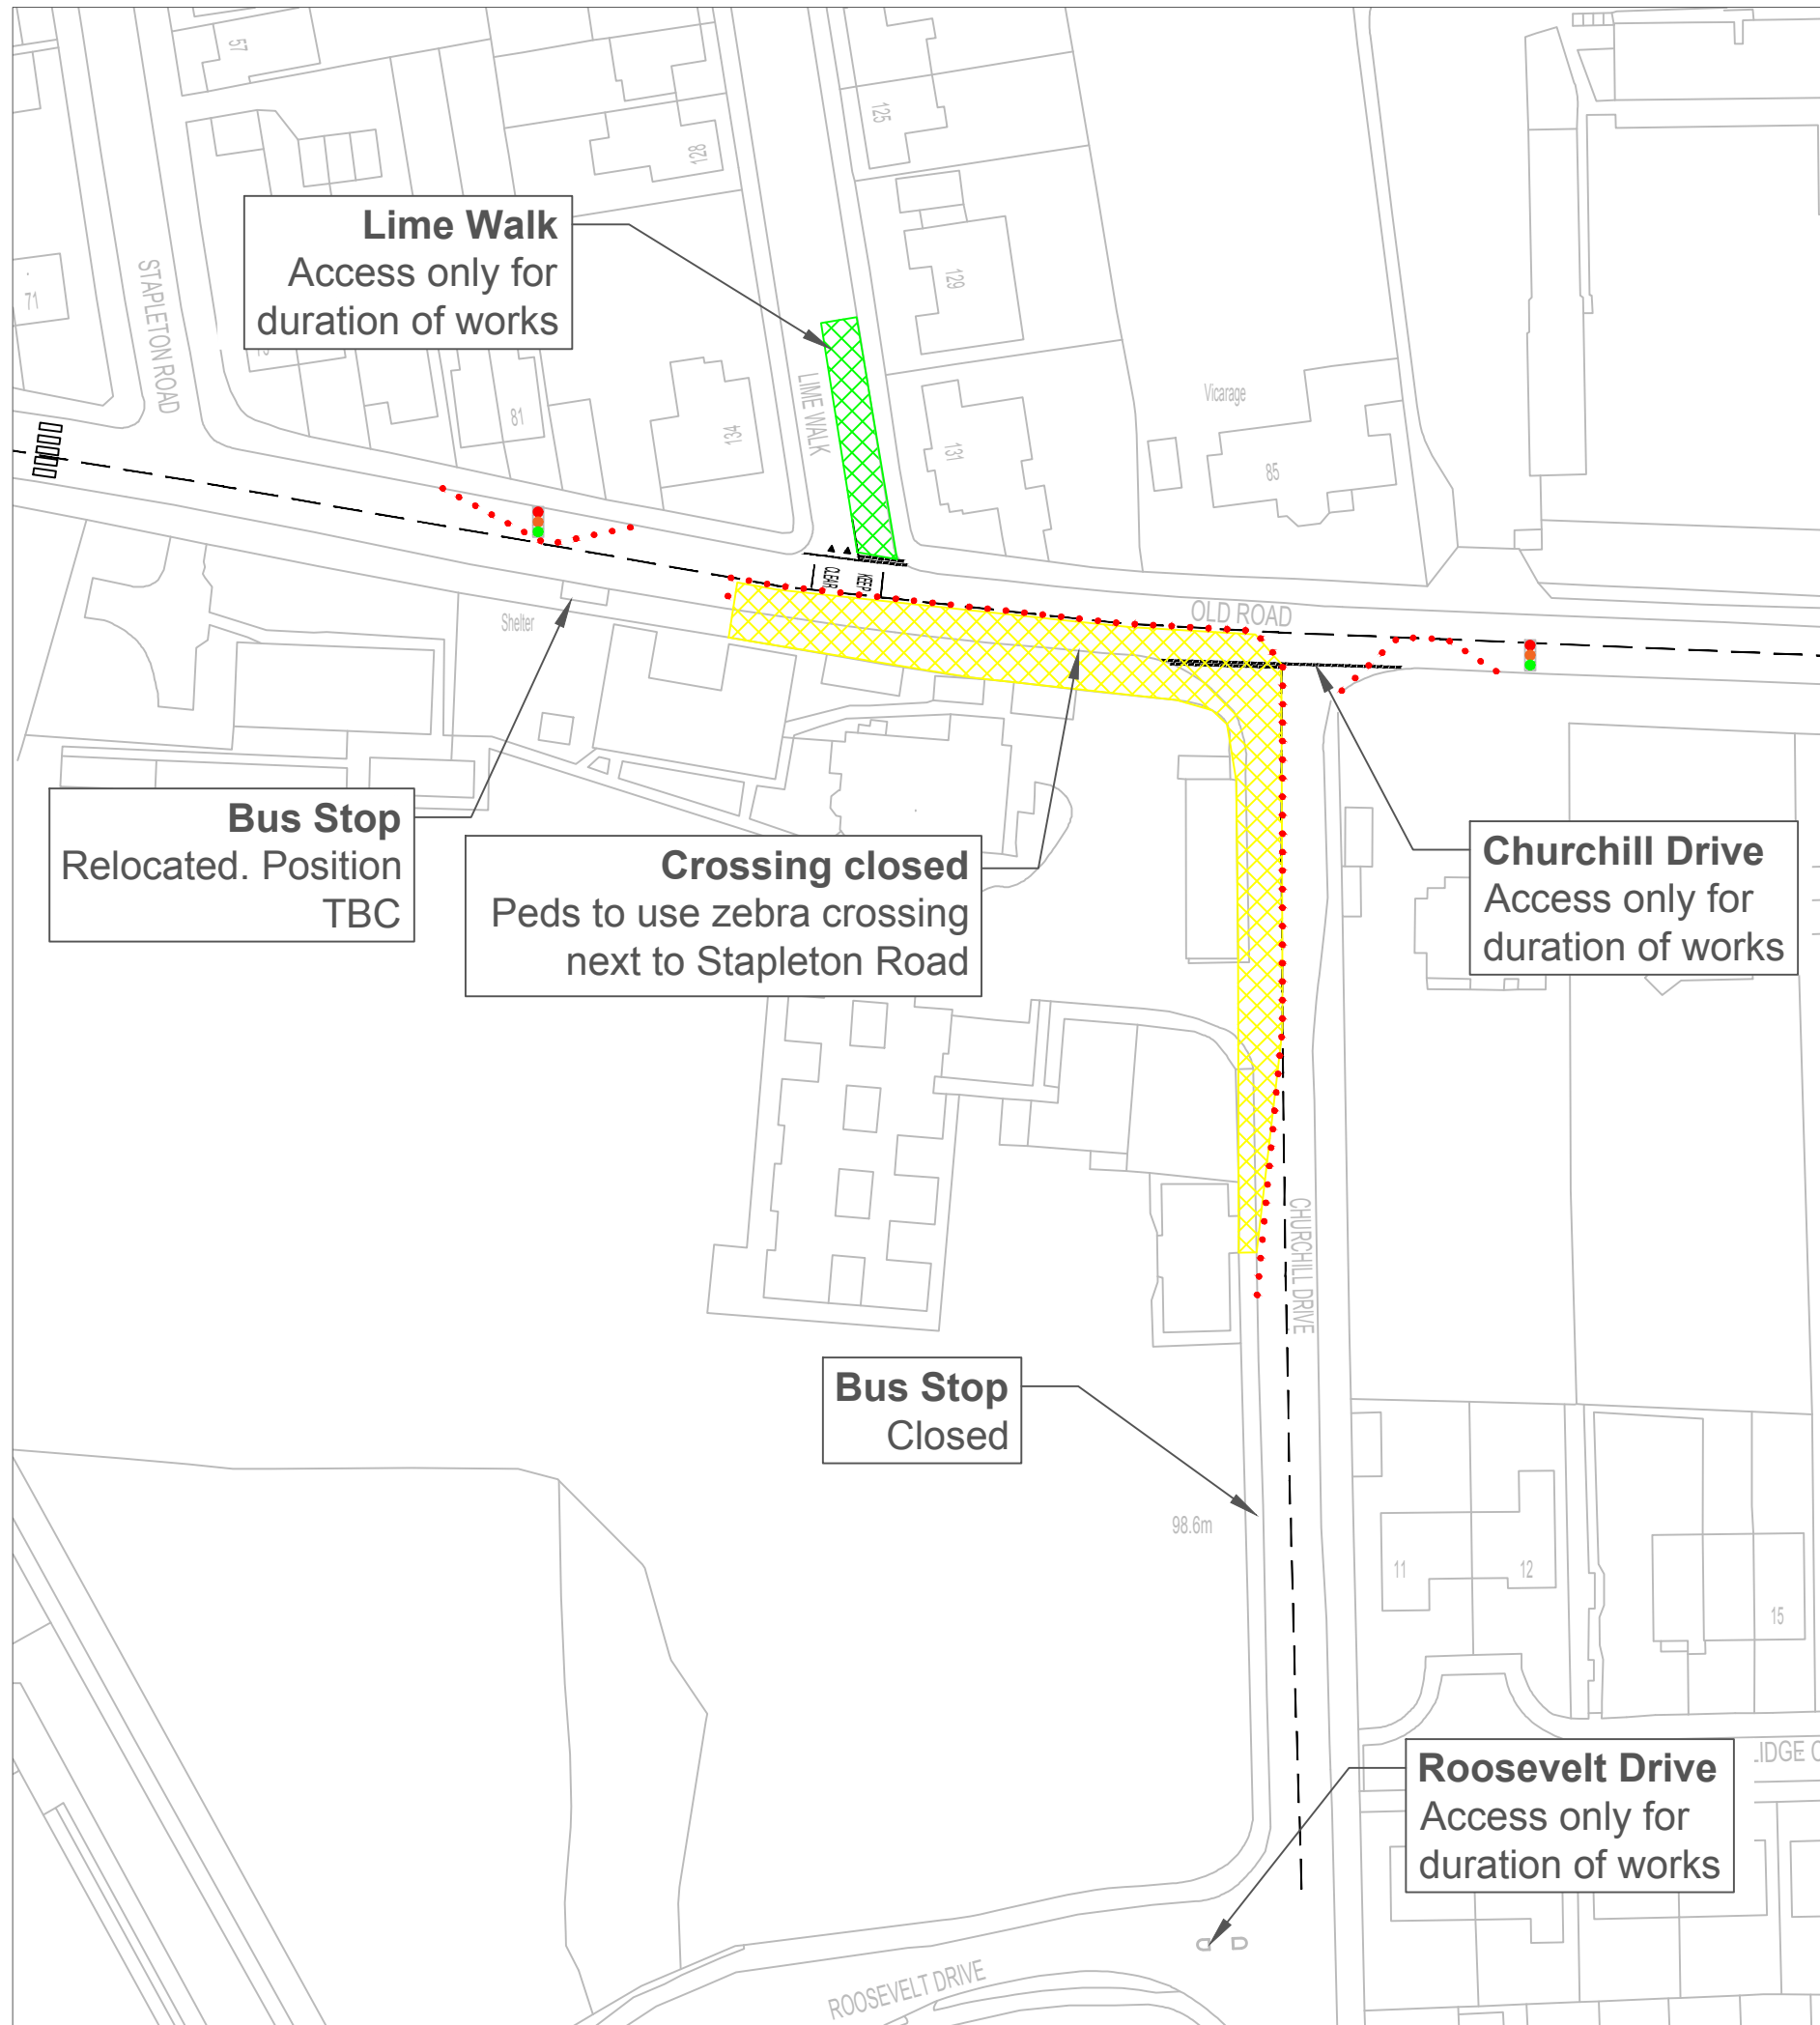 57
125
128
Lime Walk
Access only for
duration of works
STAPLETON ROAD
71
129
LIME WALK
Vicarage
81
134
131
85
KEEP
CLEAR
OLD ROAD
Shelter
Bus Stop
Relocated. Position
TBC
Crossing closed
Peds to use zebra crossing
next to Stapleton Road
Churchill Drive
Access only for
duration of works
CHURCHILL DRIVE
Bus Stop
Closed
98.6m
11
12
15
Roosevelt Drive
Access only for
duration of works
ROOSEVELT DRIVE